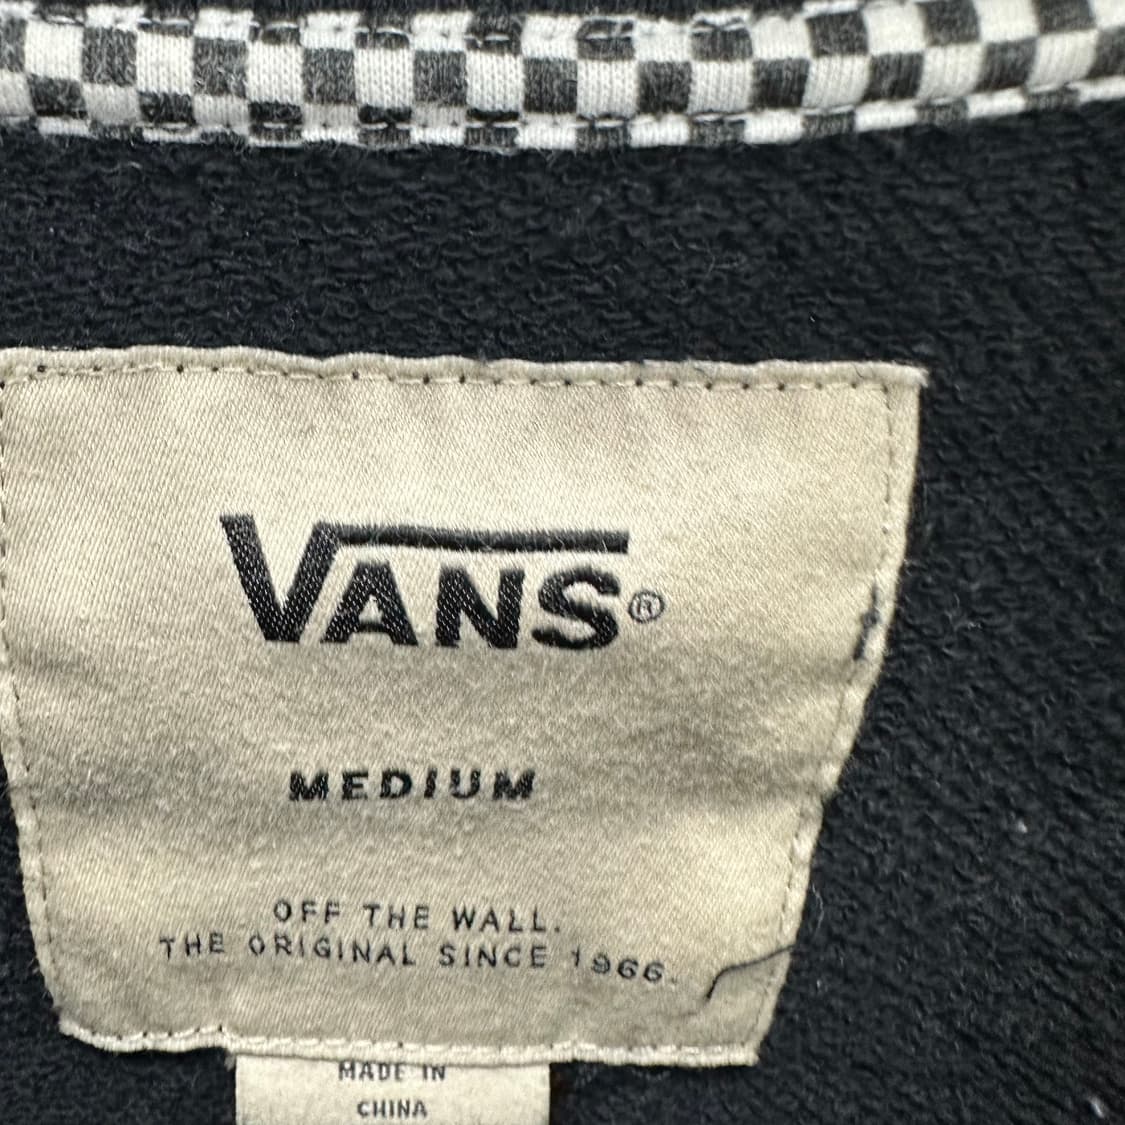 VANS®
MEDIUM
OFF THE WALL.
THE ORIGINAL SINCE 1966.
MADE IN
CHINA